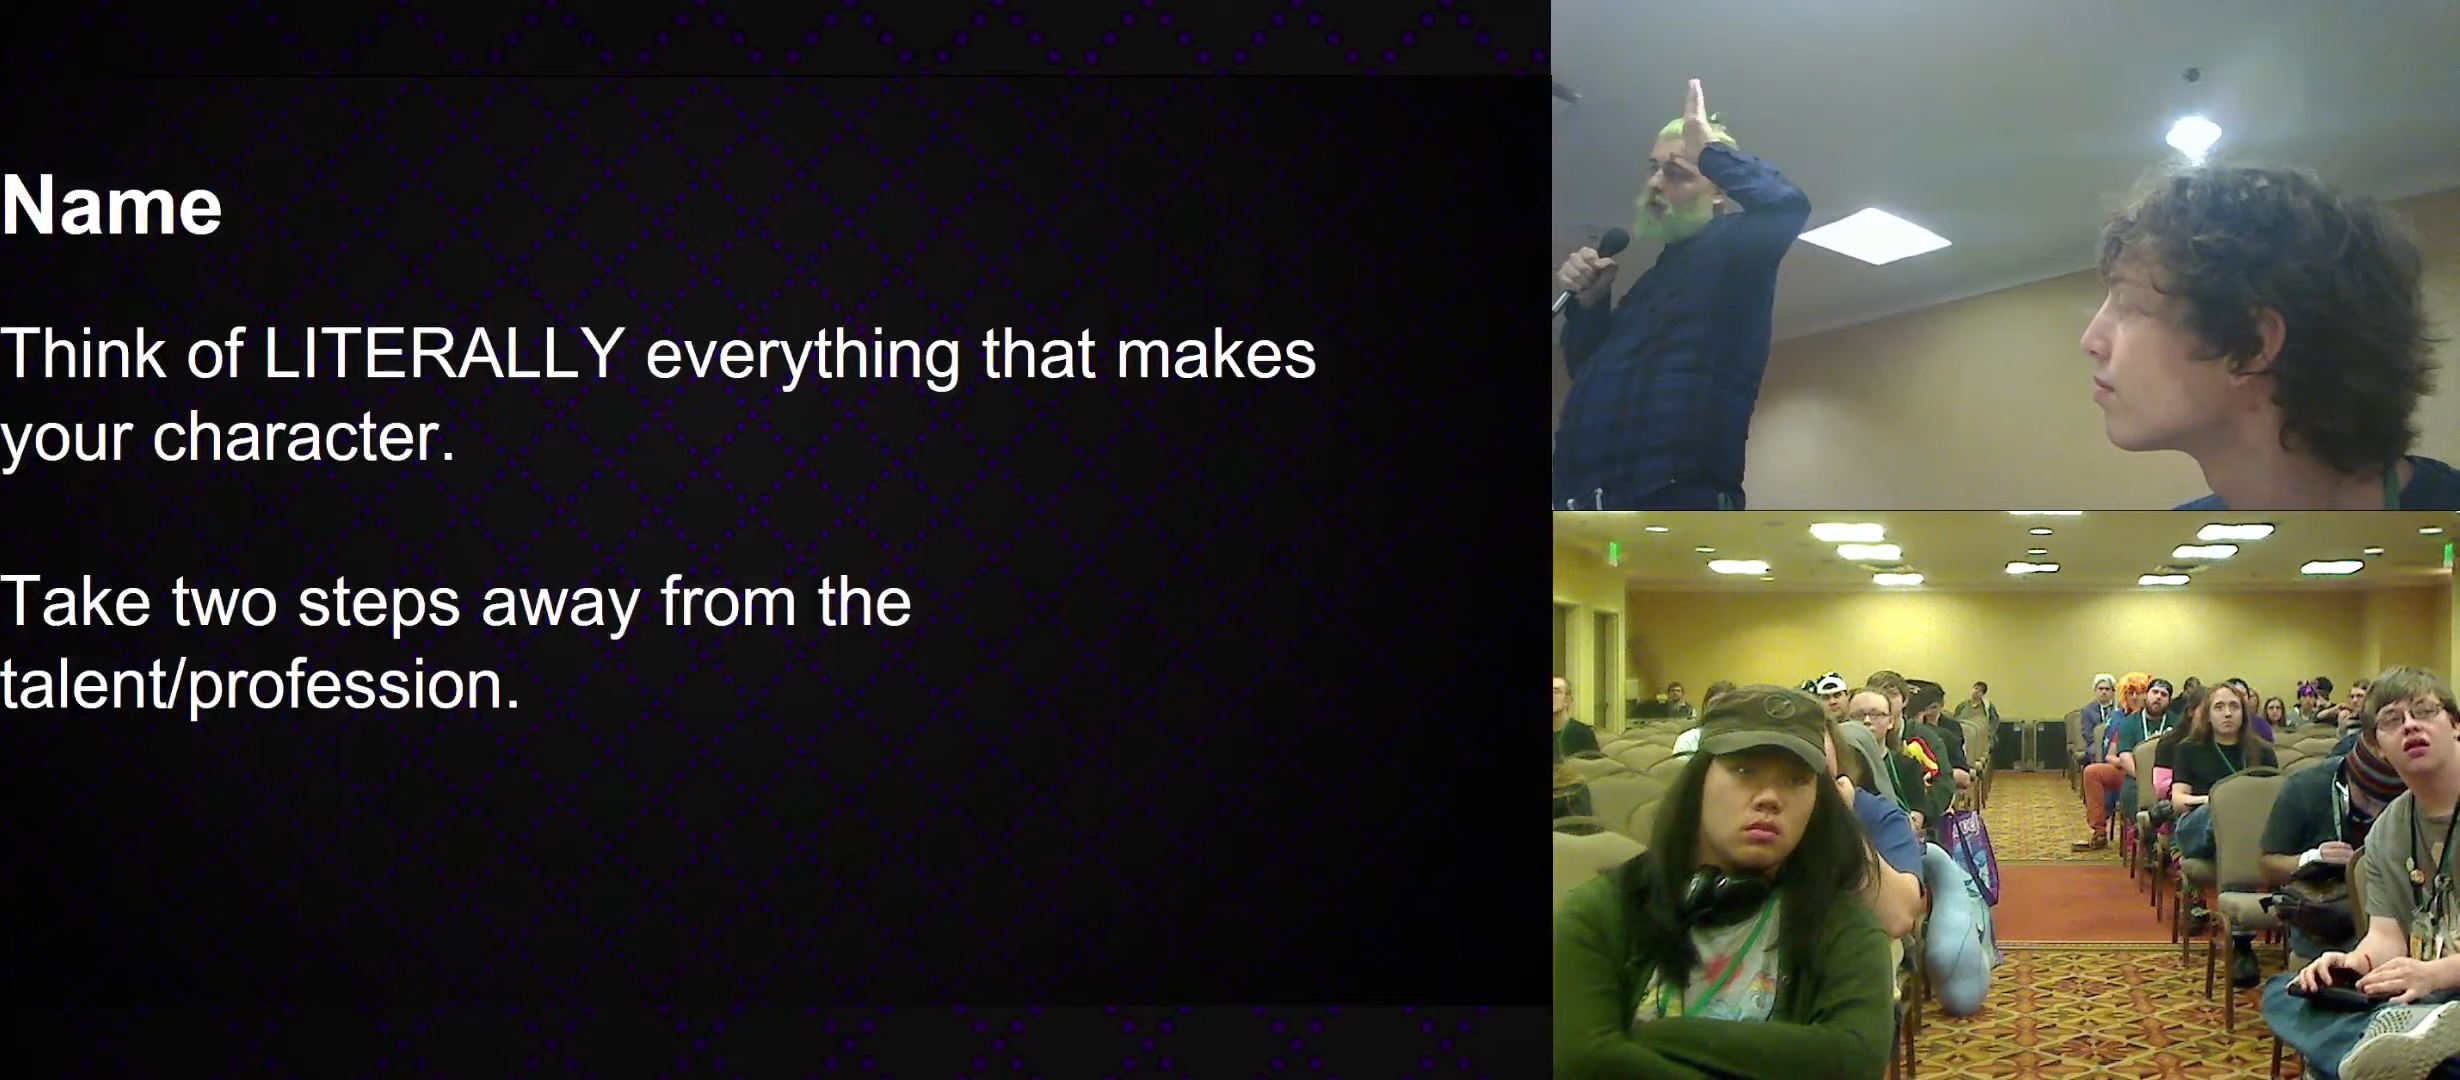 Name
Think of LITERALLY everything that makes
your character.
Take two steps away from the
talent/profession.